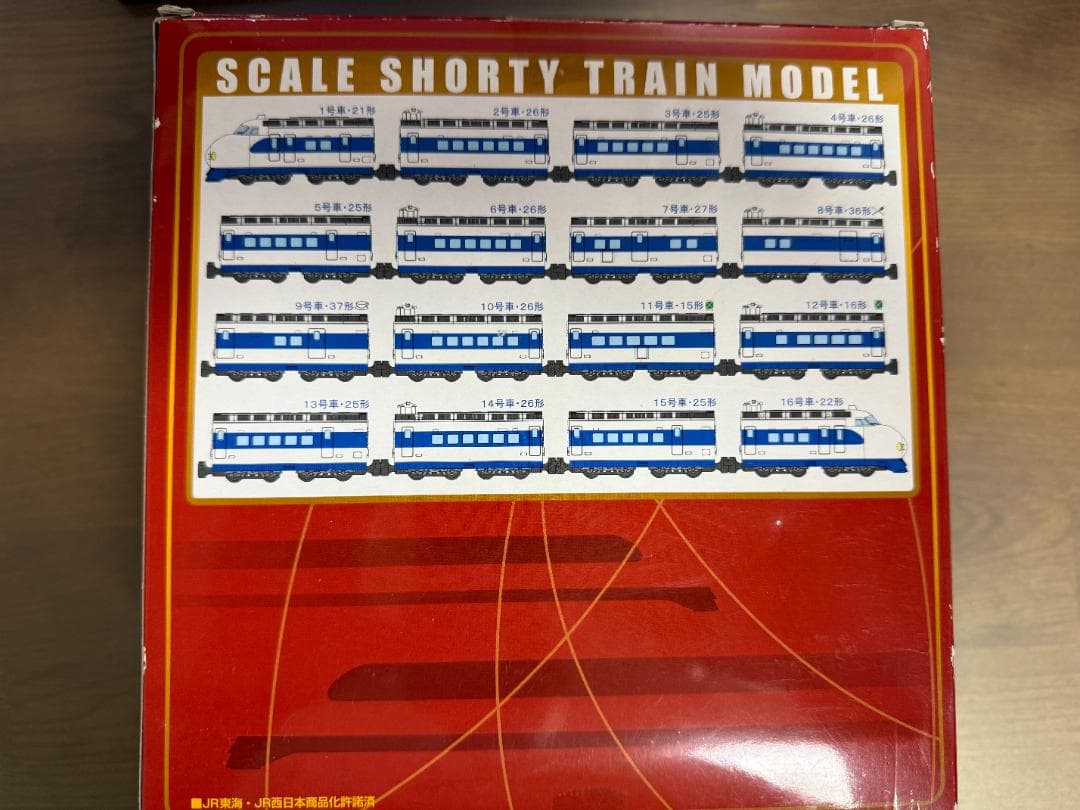 SCALE SHORTY TRAIN MODEL
1号車・21形
2号車・26形
3号車・25形
4号車・26形
5号車・25形
6号車・26形
7号車・27形
8号車・36形
9号車・37形
10号車・26形
11号車・15形
12号車・16形
13号車・25形
14号車・26形
15号車・25形
16号車・22形
■JR東海・JR西日本商品化許諾済